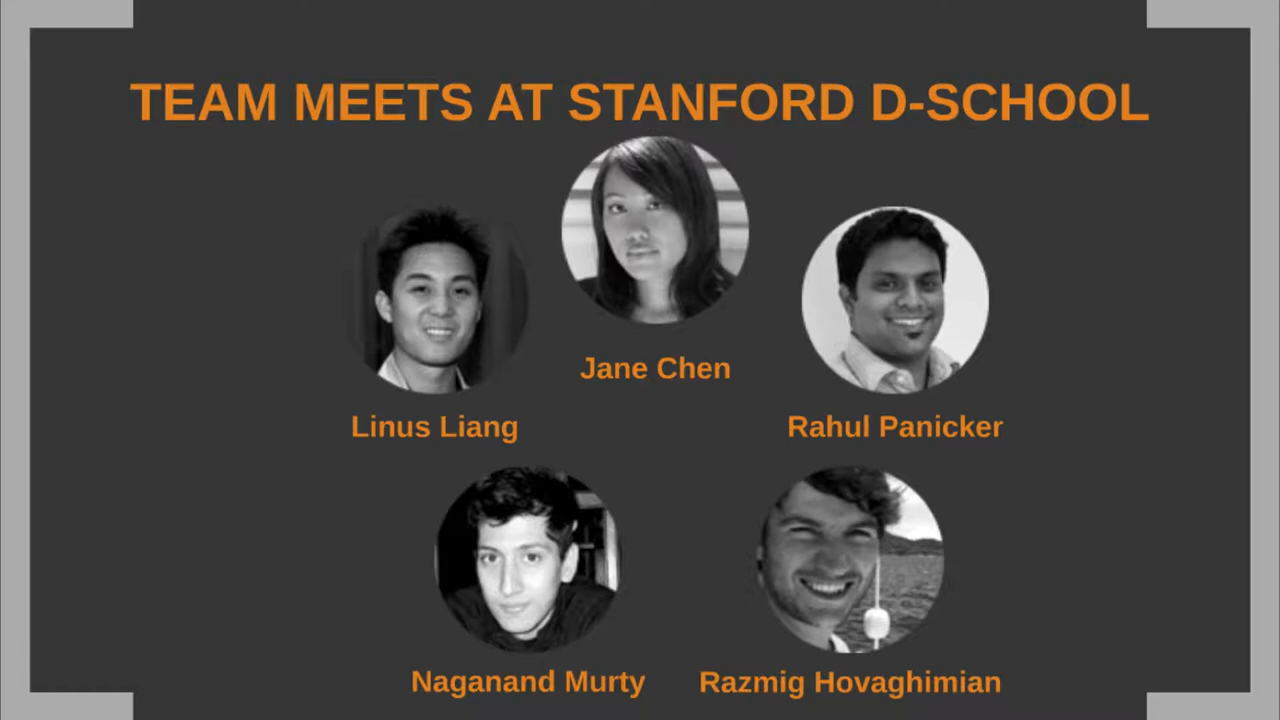 TEAM MEETS AT STANFORD D-SCHOOL
Jane Chen
Linus Liang
Rahul Panicker
Naganand Murty
Razmig Hovaghimian